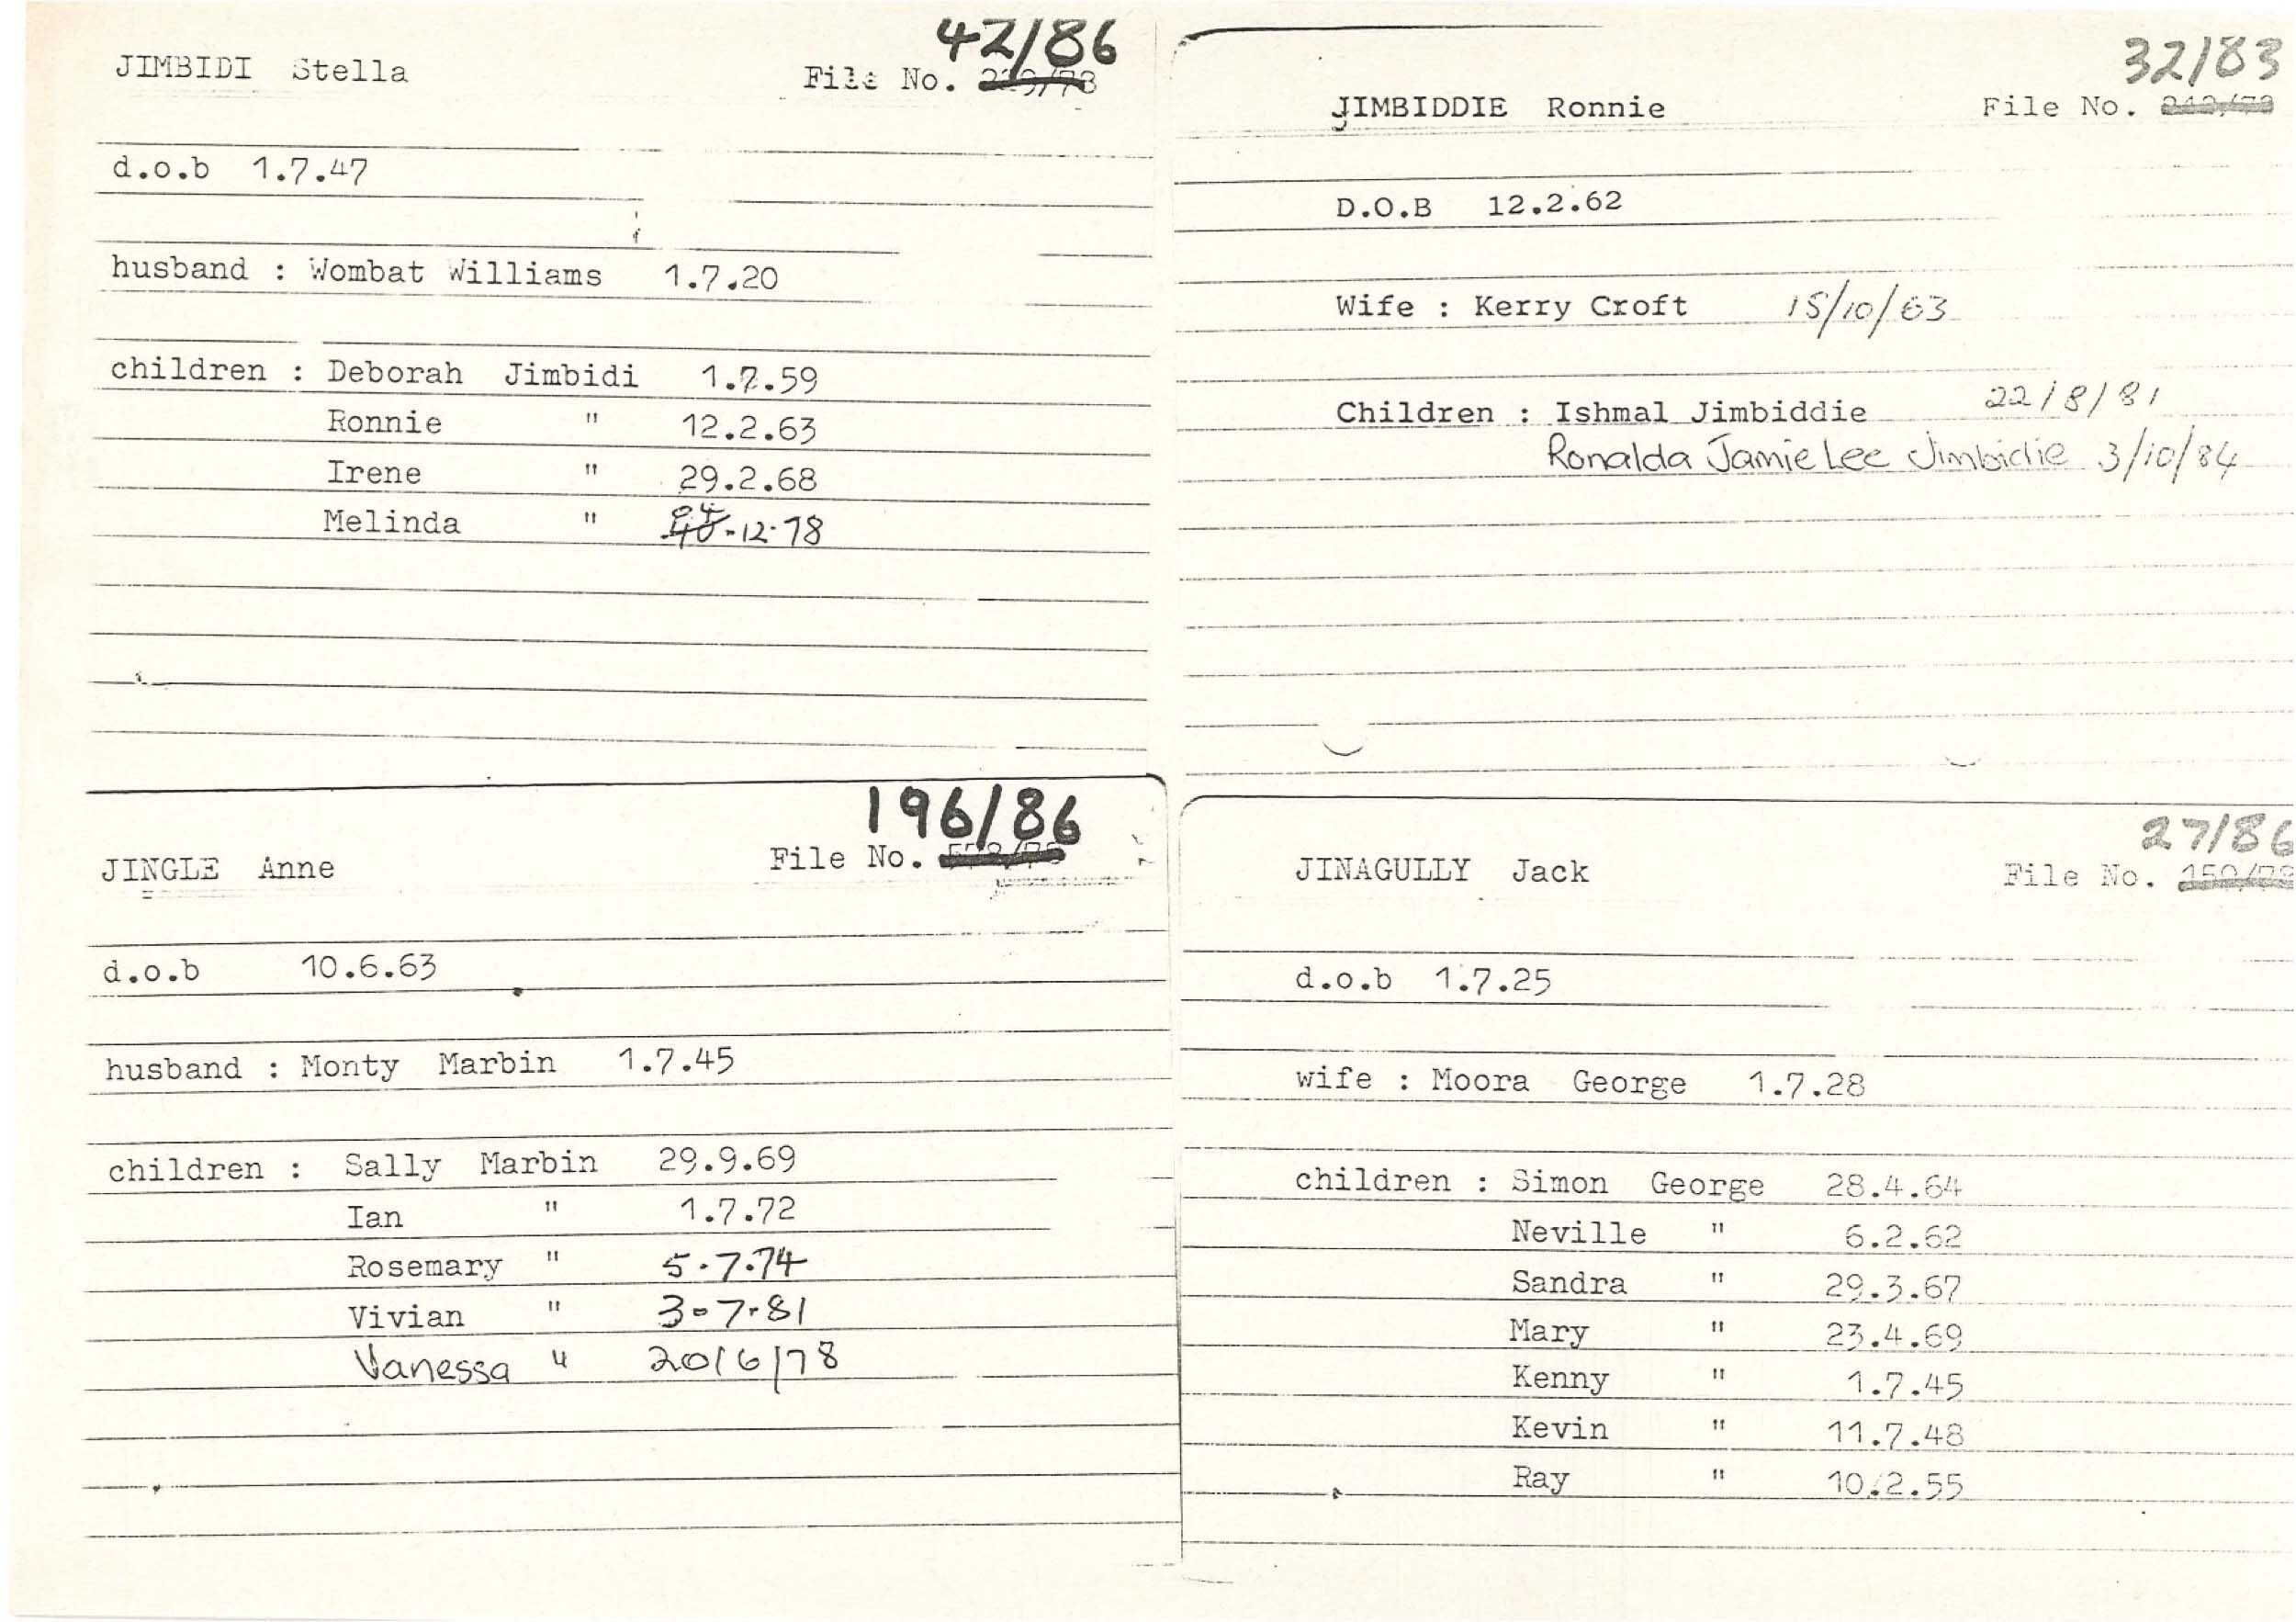 42/86
JIMBIDI Stella File No.
d.o.b 1.7.47
husband : Wombat Williams 1.7.20
children : Deborah Jimbidi 1.7.59
Ronnie " 12.2.63
Irene " 29.2.68
Melinda " -12-78
32/83
JIMBIDDIE Ronnie File No.
D.O.B 12.2.62
Wife : Kerry Croft 15/10/63
Children : Ishmal Jimbiddie 22/8/81
Ronalda Jamie Lee Jimbidie 3/10/84
196/86
JINGLE Anne File No.
d.o.b 10.6.63
husband : Monty Marbin 1.7.45
children : Sally Marbin 29.9.69
Ian " 1.7.72
Rosemary " 5.7.74
Vivian " 3-7-81
Vanessa " 20/6/78
27/86
JINAGULLY Jack File No. 159/78
d.o.b 1.7.25
wife : Moora George 1.7.28
children : Simon George 28.4.64
Neville " 6.2.62
Sandra " 29.3.67
Mary " 23.4.69
Kenny " 1.7.45
Kevin " 11.7.48
Ray " 10.2.55